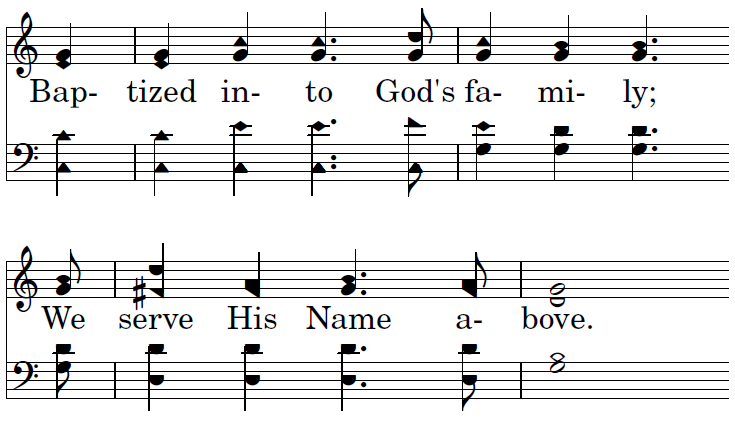 Bap- tized in- to God's fa- mi- ly;
We serve His Name a- bove.